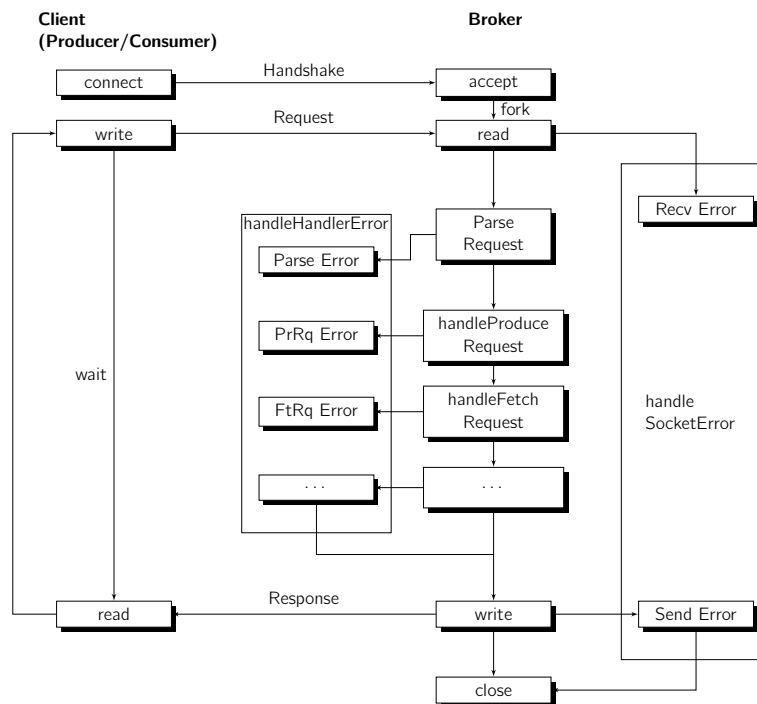 Client
(Producer/Consumer)
Broker
connect
Handshake
accept
fork
write
Request
read
Recv Error
handleHandlerError
Parse
Request
Parse Error
handleProduce
Request
PrRq Error
wait
handleFetch
Request
FtRq Error
handle
SocketError
. . .
. . .
read
Response
write
Send Error
close